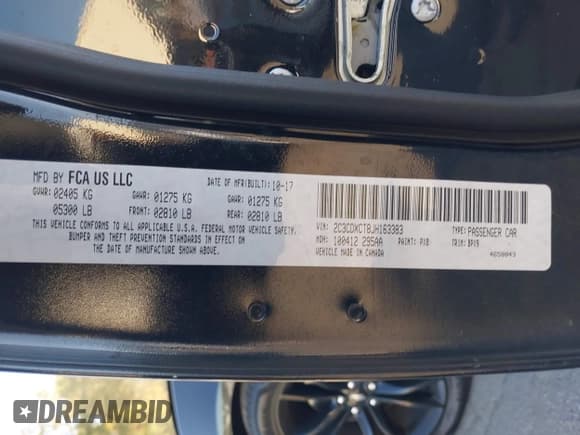 MFD BY FCA US LLC
DATE OF MFR(BUILT): 10-17
GVWR: 02405 KG GAWR: 01275 KG GAWR: 01275 KG
05300 LB FRONT: 02810 LB REAR: 02810 LB
THIS VEHICLE CONFORMS TO ALL APPLICABLE U.S.A. FEDERAL MOTOR VEHICLE SAFETY,
BUMPER AND THEFT PREVENTION STANDARDS IN EFFECT
ON THE DATE OF MANUFACTURE SHOWN ABOVE.
VIN: 2C3CDXCT8JH163383 TYPE: PASSENGER CAR
MDH: 100412 295AA PAINT: PX8 TRIM: BPX9
VEHICLE MADE IN CANADA 4658843
DREAMBID